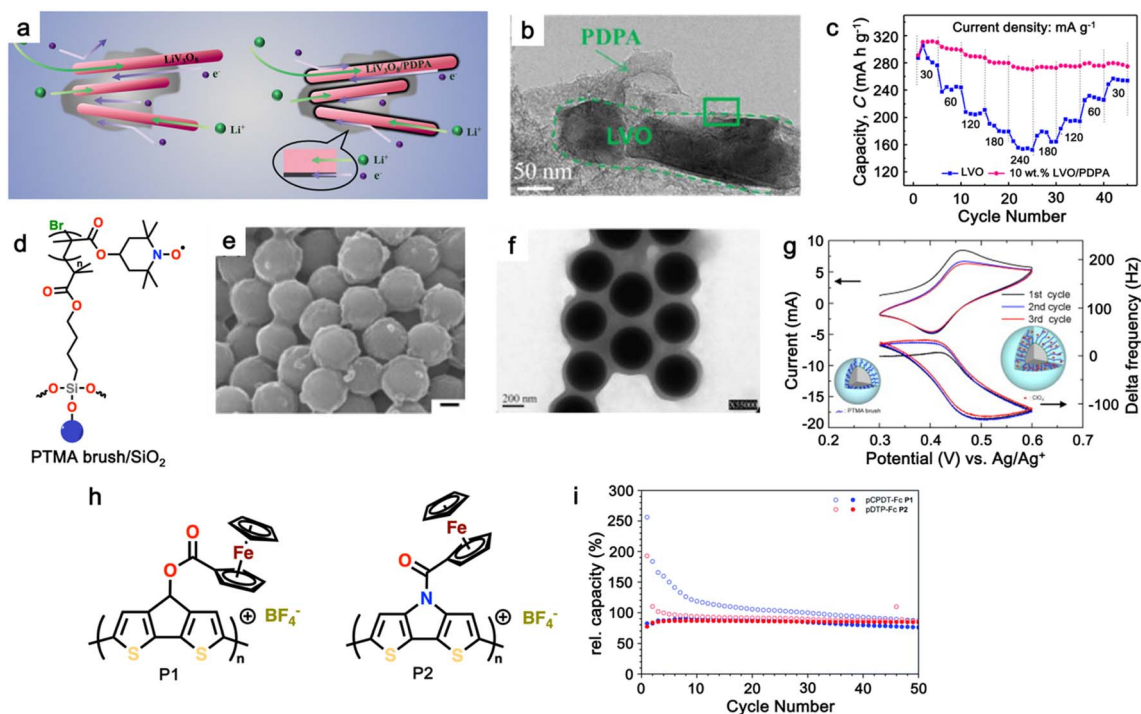 a
LiV₃O₈
e⁻
Li⁺
LiV₃O₈/PDPA
e⁻
Li⁺
Li⁺
e⁻
b
PDPA
LVO
50 nm
c
Capacity, C (mA h g⁻¹)
320
280
240
200
160
120
Current density: mA g⁻¹
30
60
120
180
240
180
120
60
30
LVO
10 wt.% LVO/PDPA
0
10
20
30
40
Cycle Number
d
Br
n
O
O
N-O•
n
O
O
O
Si
O
O
PTMA brush/SiO₂
e
f
200 nm
X55000
g
Current (mA)
10
5
0
-5
-10
-15
-20
1st cycle
2nd cycle
3rd cycle
PTMA brush
200
100
0
-100
Delta frequency (Hz)
0.2
0.3
0.4
0.5
0.6
0.7
Potential (V) vs. Ag/Ag⁺
h
O
O
Fe
S
S
n
⊕ BF₄⁻
P1
O
Fe
N
S
S
n
⊕ BF₄⁻
P2
i
rel. capacity (%)
300
250
200
150
100
50
0
pCPDT-Fc P1
pDTP-Fc P2
0
10
20
30
40
50
Cycle Number